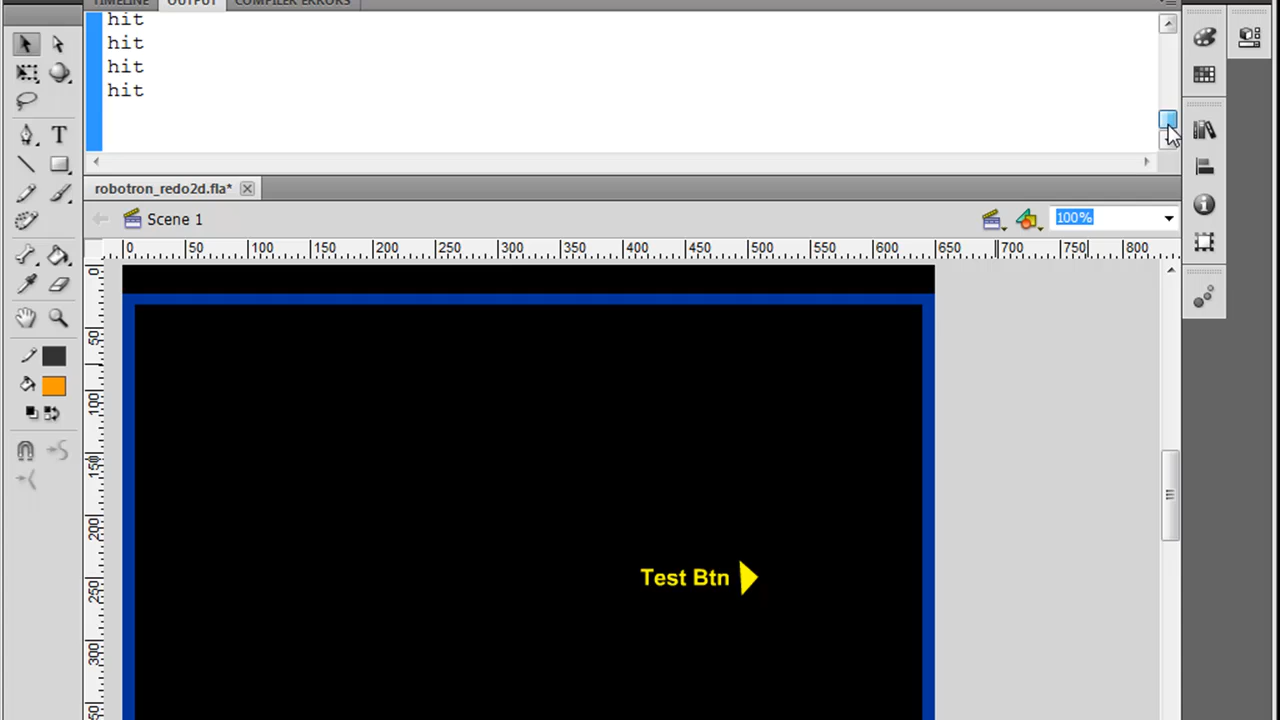 TIMELINE OUTPUT COMPILER ERRORS
hit
hit
hit
hit
T
robotron_redo2d.fla*
Scene 1 100%
0 50 100 150 200 250 300 350 400 450 500 550 600 650 700 750 800
0
50
100
150
200
250
300
Test Btn